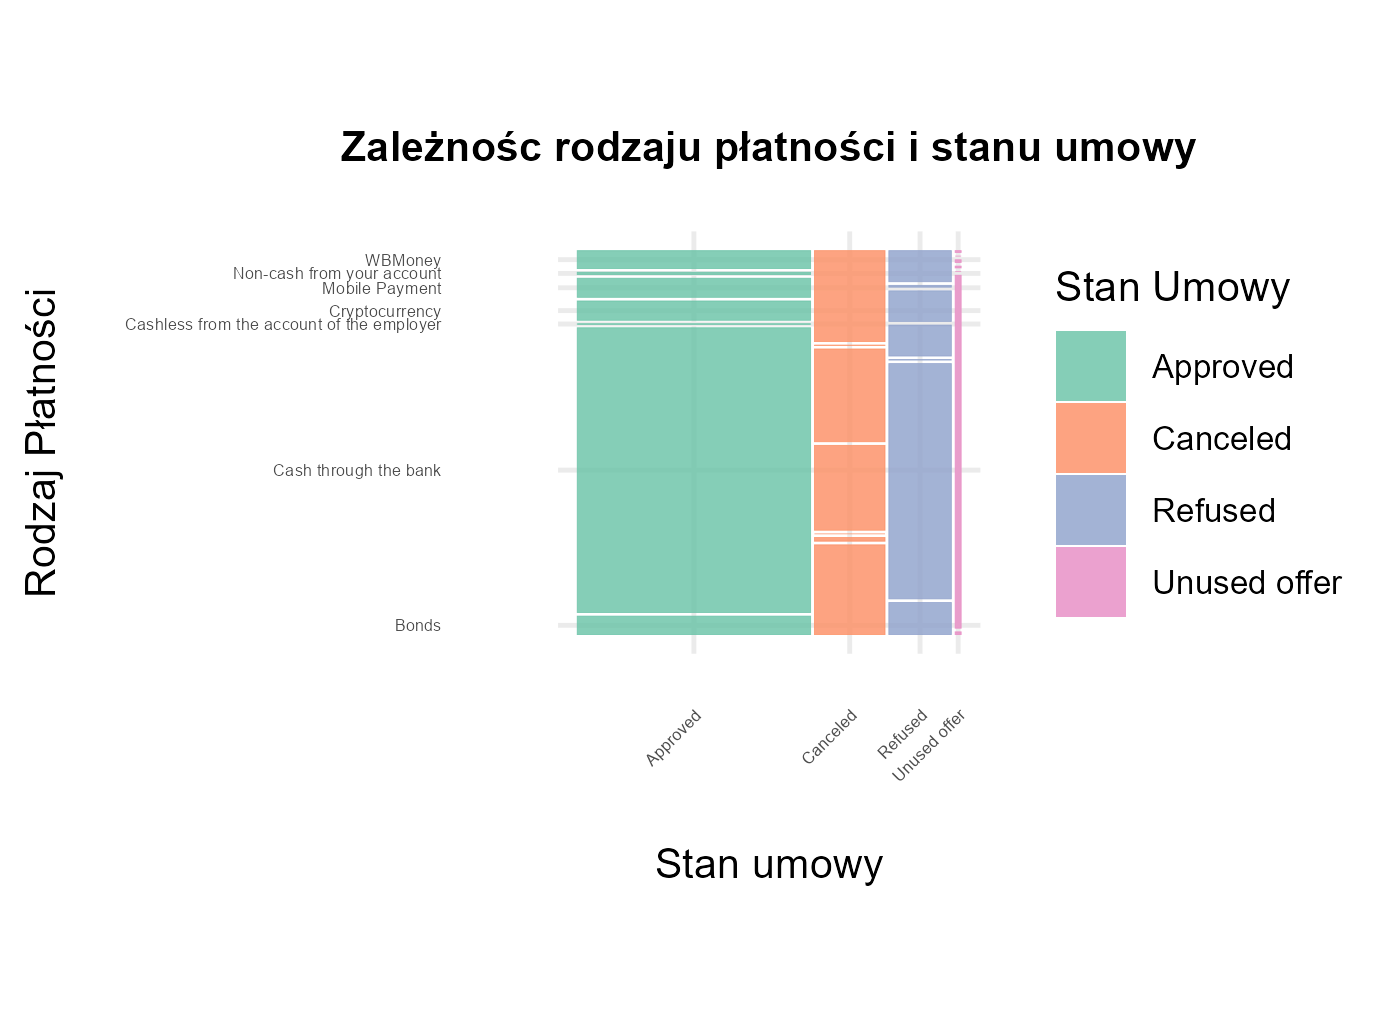 Zależnośc rodzaju płatności i stanu umowy
Rodzaj Płatności
WBMoney
Non-cash from your account
Mobile Payment
Cryptocurrency
Cashless from the account of the employer
Cash through the bank
Bonds
Approved
Canceled
Refused
Unused offer
Stan umowy
Stan Umowy
Approved
Canceled
Refused
Unused offer